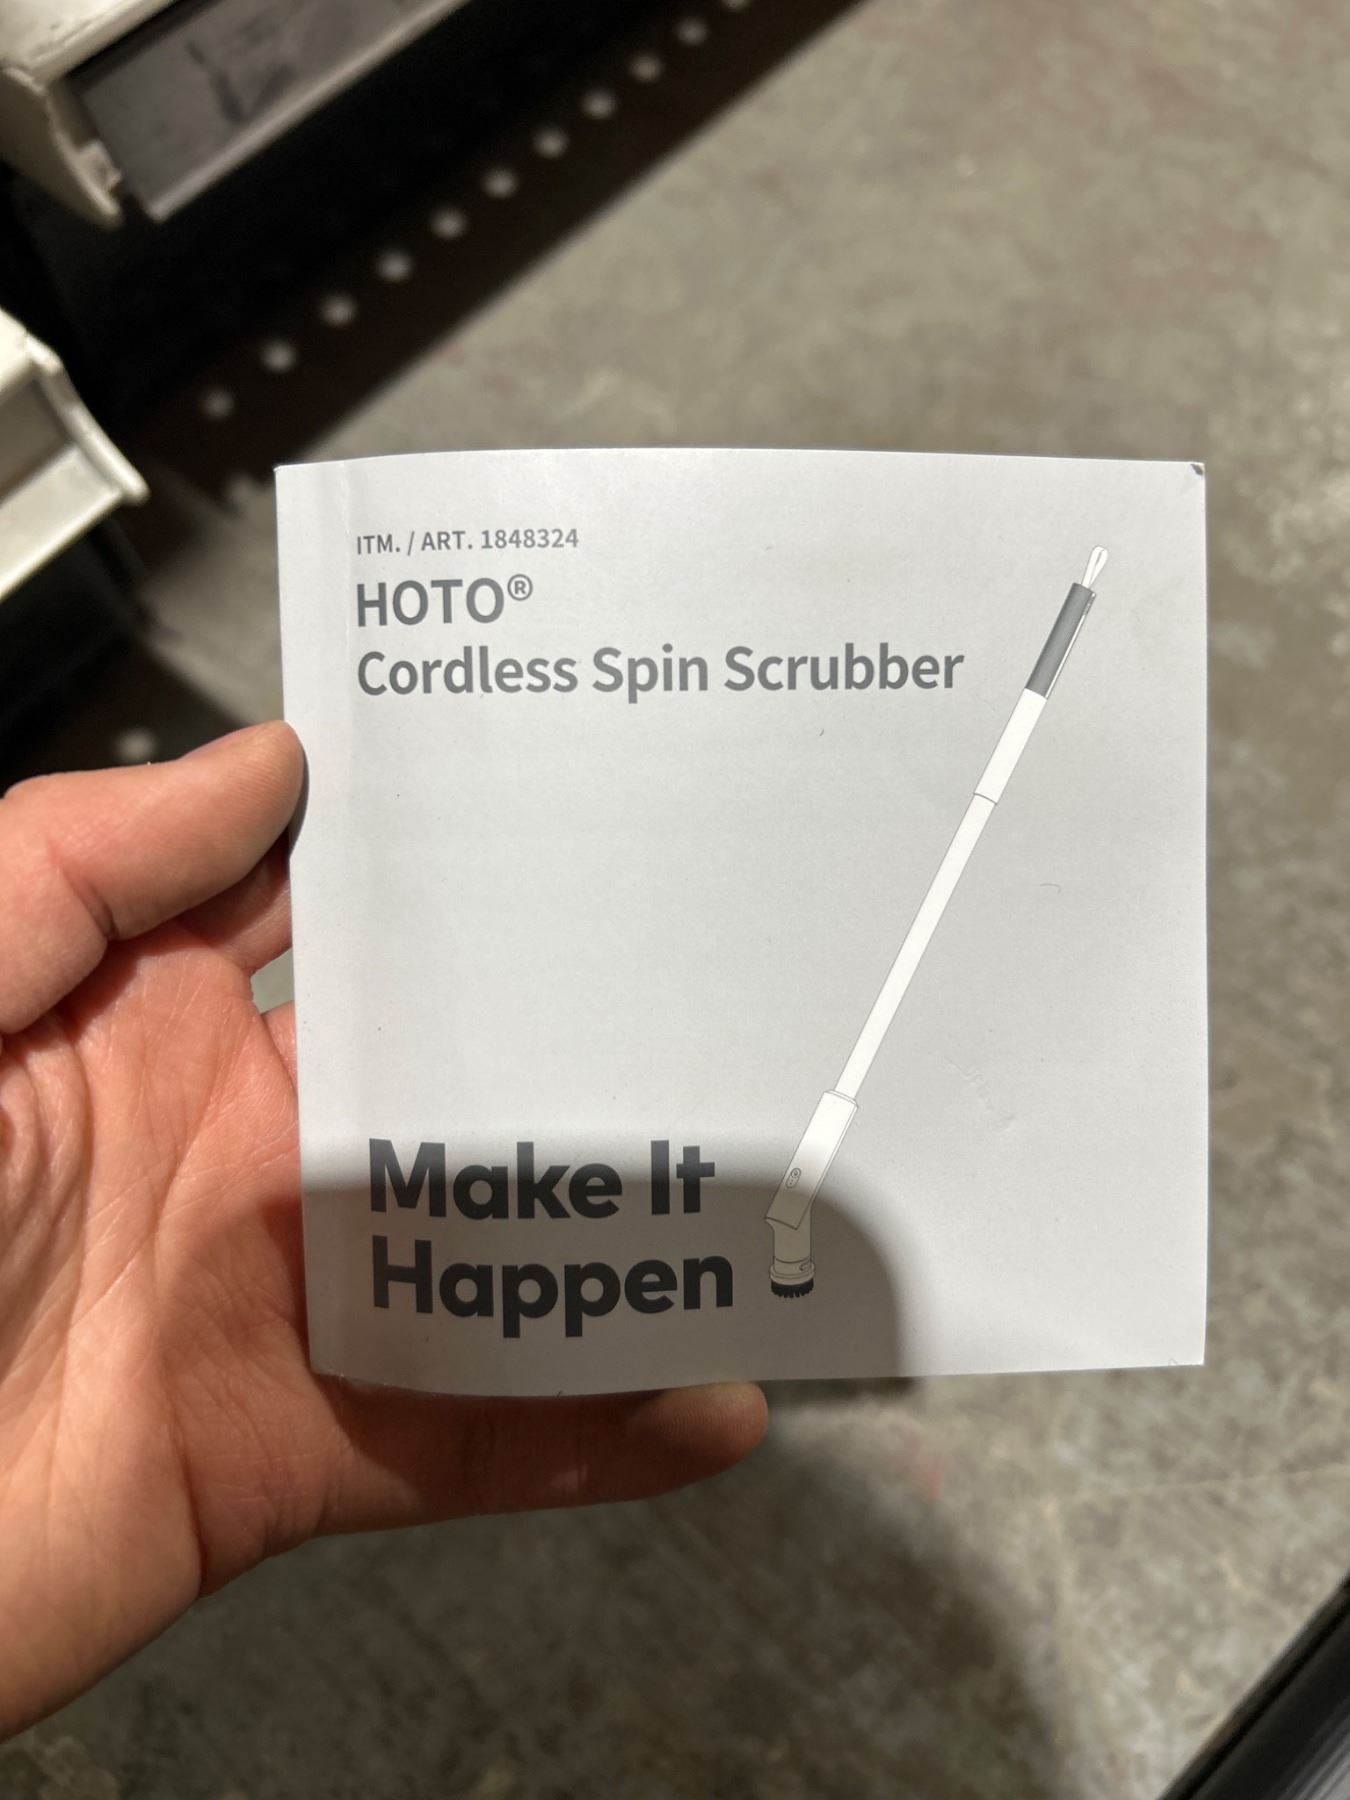 ITM. / ART. 1848324
HOTO®
Cordless Spin Scrubber
Make It
Happen